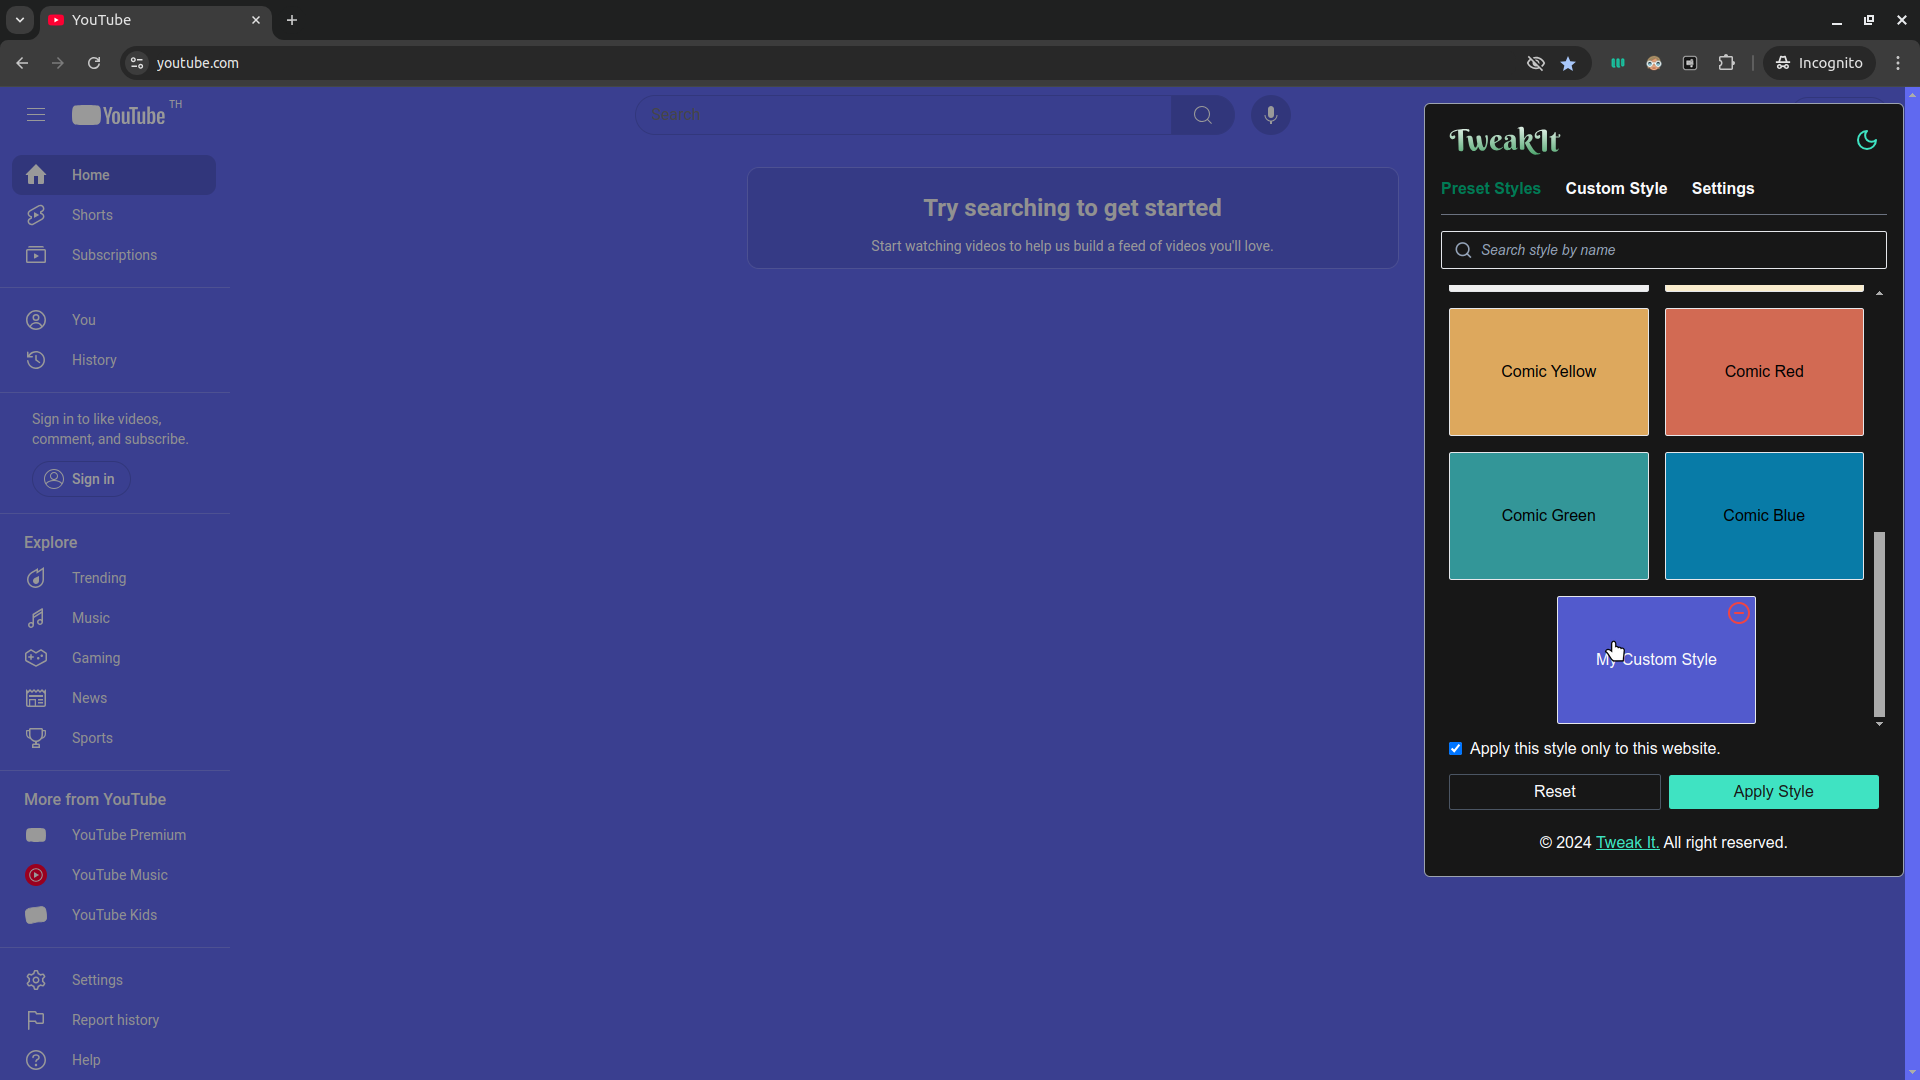 YouTube
youtube.com
Incognito
YouTube TH
Search
Home
Shorts
Subscriptions
You
History
Sign in to like videos,
comment, and subscribe.
Sign in
Explore
Trending
Music
Gaming
News
Sports
More from YouTube
YouTube Premium
YouTube Music
YouTube Kids
Settings
Report history
Help
Try searching to get started
Start watching videos to help us build a feed of videos you'll love.
TweakIt
Preset Styles Custom Style Settings
Search style by name
Comic Yellow
Comic Red
Comic Green
Comic Blue
My Custom Style
Apply this style only to this website.
Reset
Apply Style
© 2024 Tweak It. All right reserved.